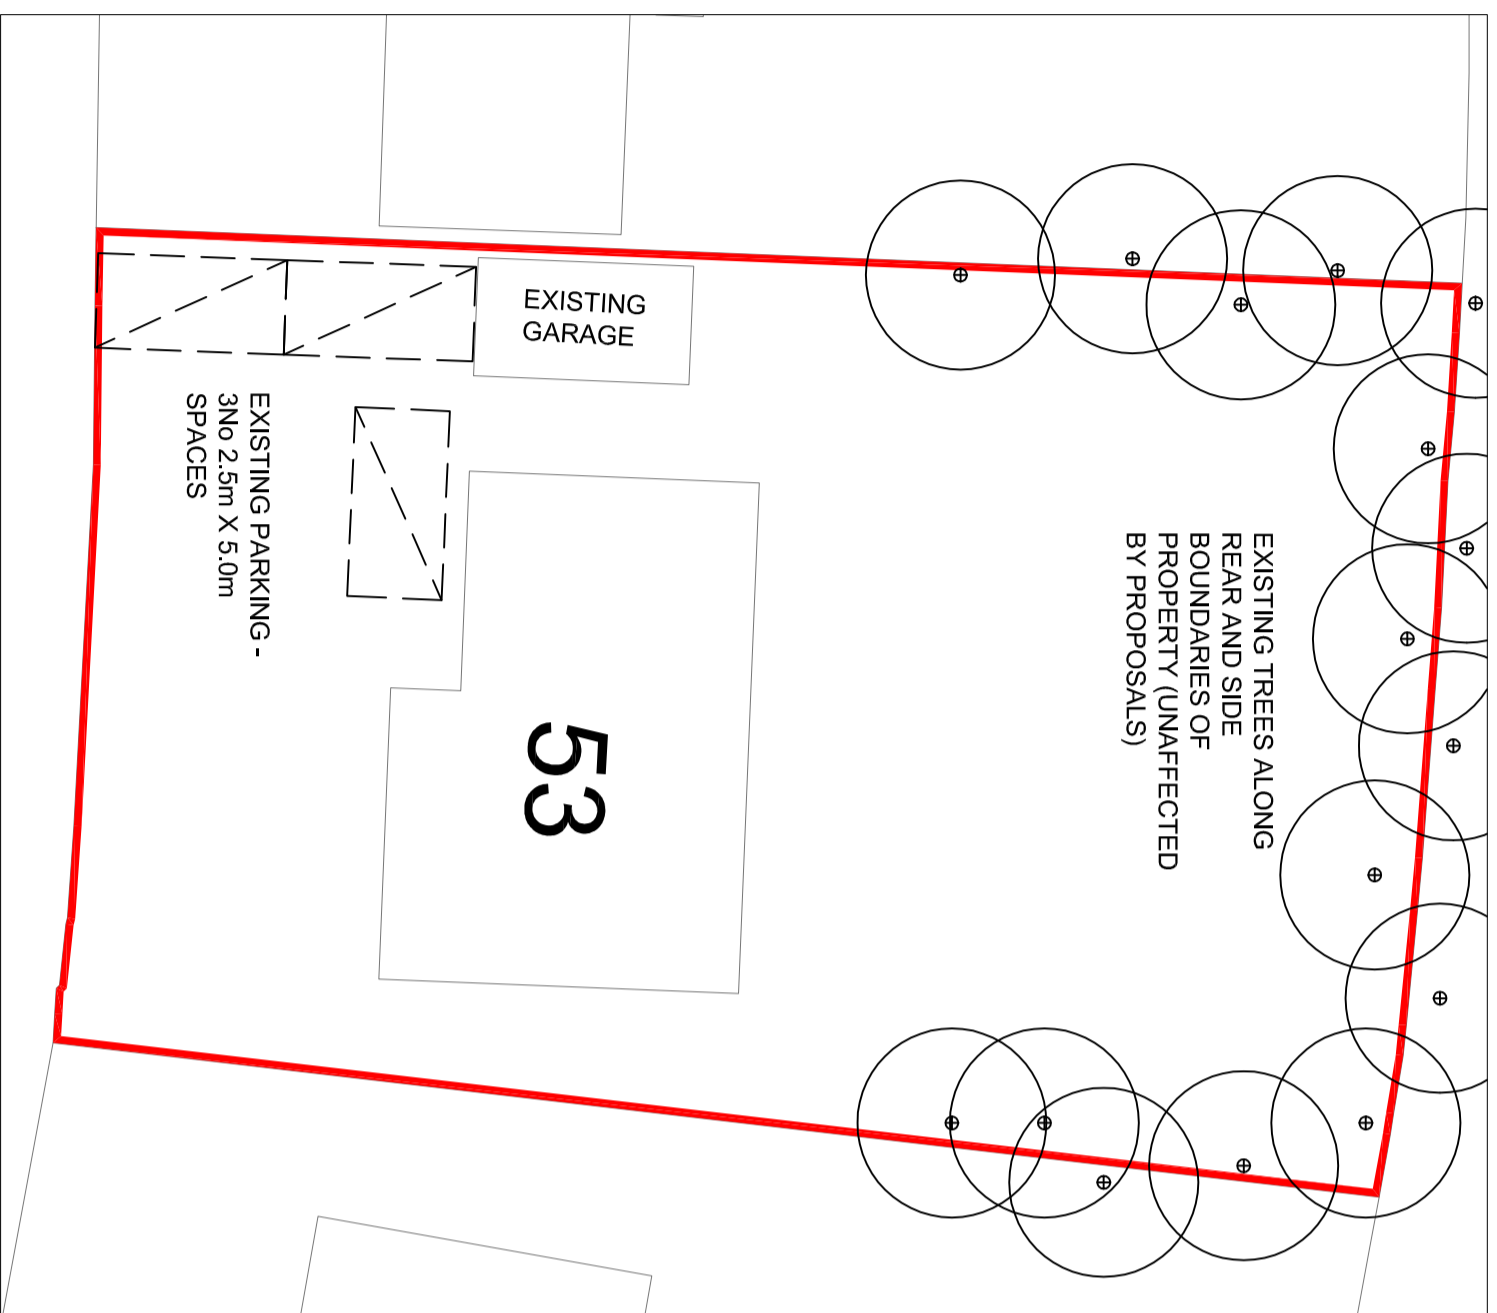 EXISTING
GARAGE
EXISTING PARKING -
3No 2.5m X 5.0m
SPACES
53
EXISTING TREES ALONG
REAR AND SIDE
BOUNDARIES OF
PROPERTY (UNAFFECTED
BY PROPOSALS)